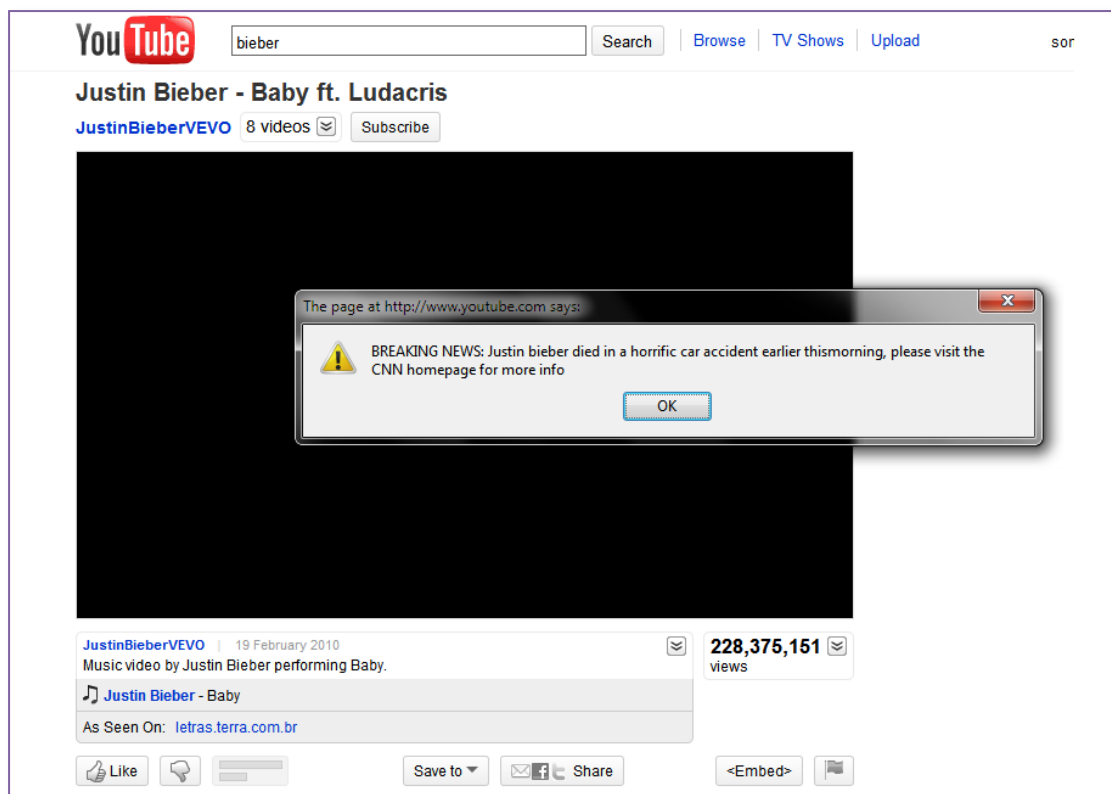 YouTube bieber Search Browse TV Shows Upload sor
Justin Bieber - Baby ft. Ludacris
JustinBieberVEVO 8 videos Subscribe
The page at http://www.youtube.com says:
BREAKING NEWS: Justin bieber died in a horrific car accident earlier thismorning, please visit the
CNN homepage for more info
OK
JustinBieberVEVO | 19 February 2010
Music video by Justin Bieber performing Baby.
228,375,151
views
Justin Bieber - Baby
As Seen On: letras.terra.com.br
Like Save to Share <Embed>